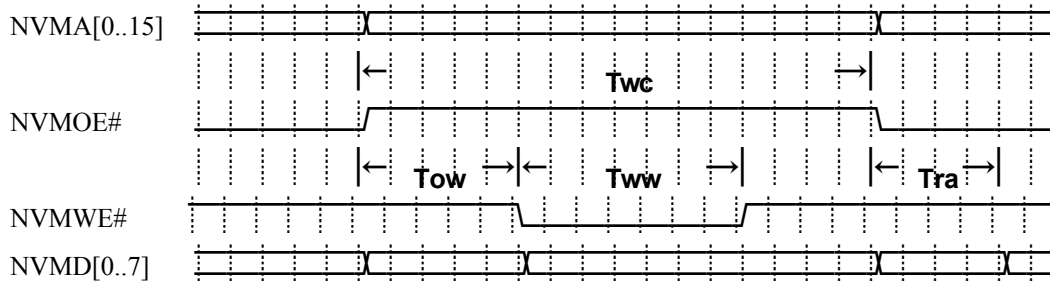 NVMA[0..15]
Twc
NVMOE#
Tow Tww Tra
NVMWE#
NVMD[0..7]